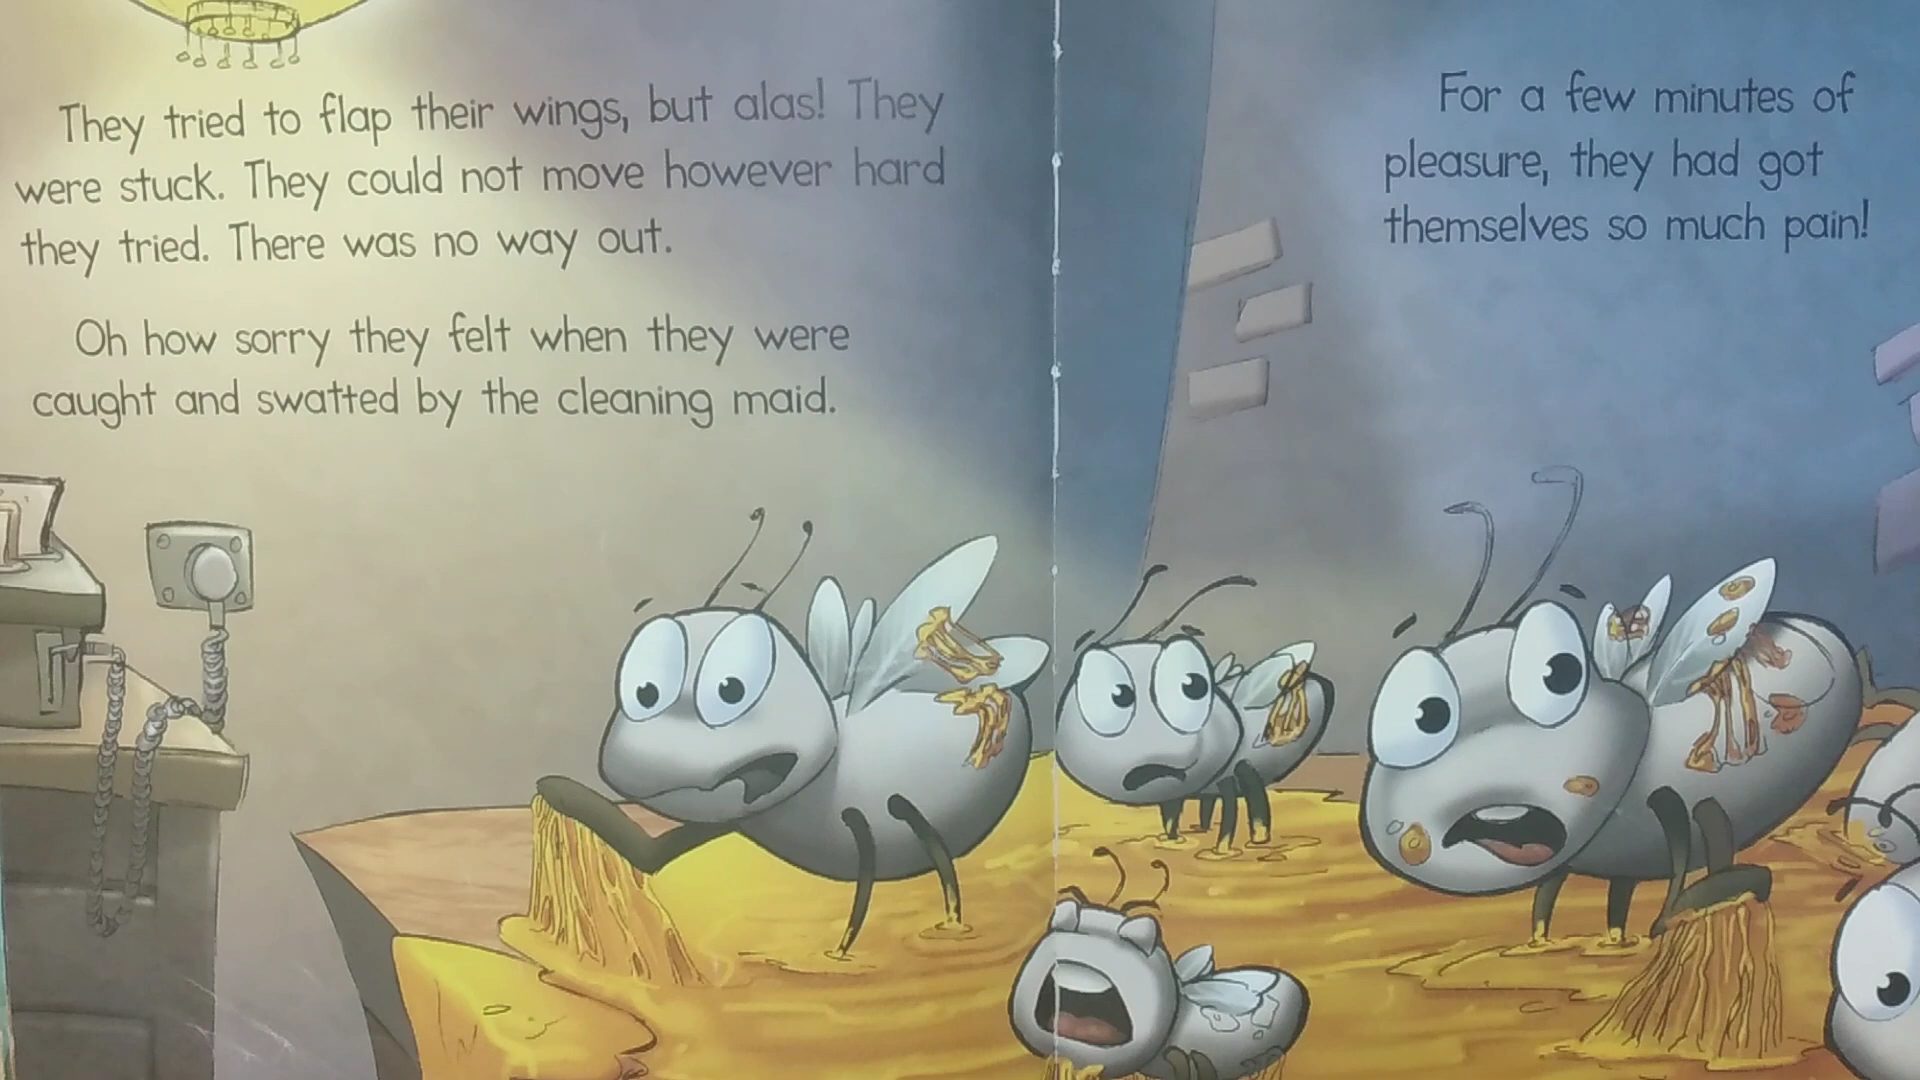 They tried to flap their wings, but alas! They
were stuck. They could not move however hard
they tried. There was no way out.
Oh how sorry they felt when they were
caught and swatted by the cleaning maid.
For a few minutes of
pleasure, they had got
themselves so much pain!